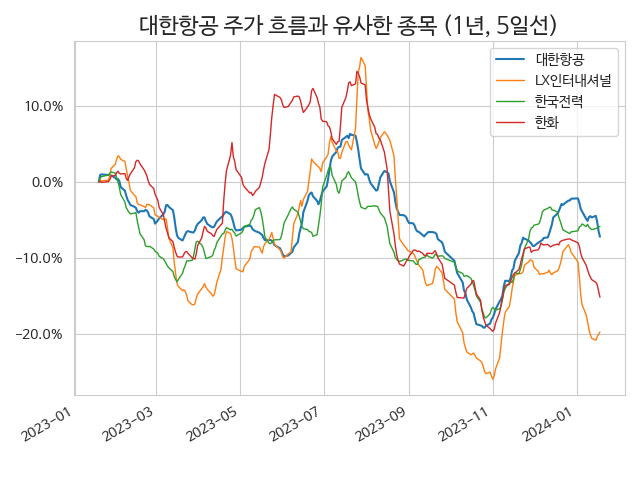 대한항공 주가 흐름과 유사한 종목 (1년, 5일선)
대한항공
LX인터내셔널
한국전력
한화
10.0%
0.0%
−10.0%
−20.0%
2023-01
2023-03
2023-05
2023-07
2023-09
2023-11
2024-01